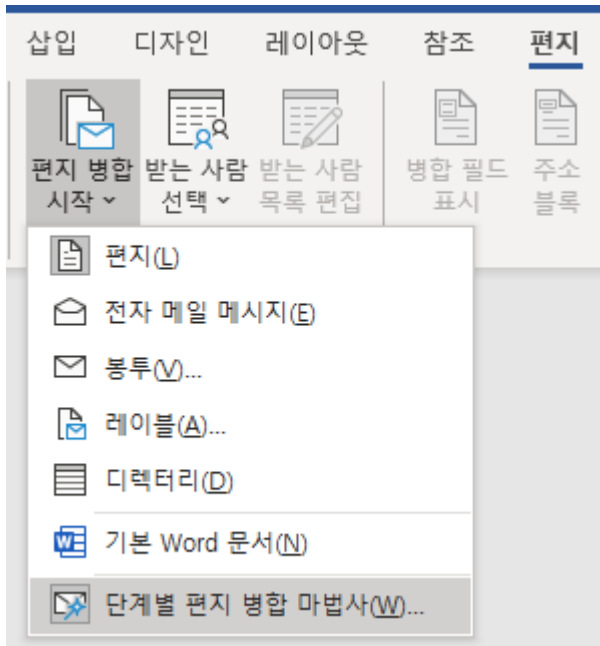 삽입 디자인 레이아웃 참조 편지
편지 병합 받는 사람 받는 사람 병합 필드 주소
시작 선택 목록 편집 표시 블록
편지(L)
전자 메일 메시지(E)
봉투(V)...
레이블(A)...
디렉터리(D)
기본 Word 문서(N)
단계별 편지 병합 마법사(W)...